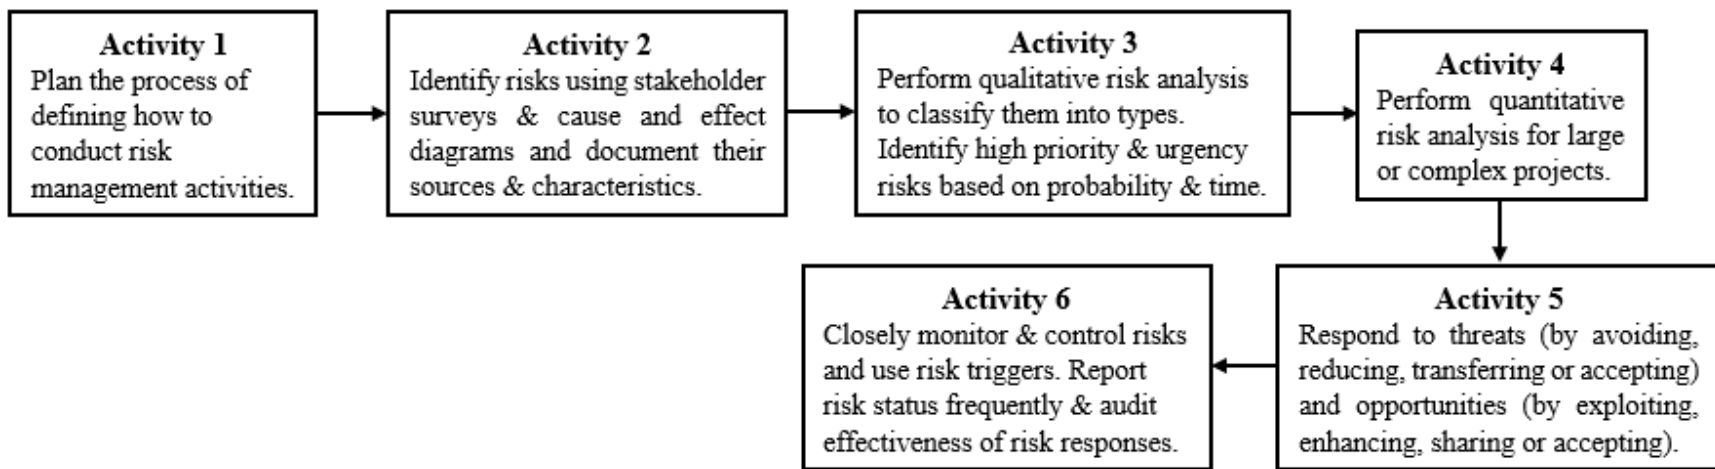 Activity 1
Plan the process of
defining how to
conduct risk
management activities.
Activity 2
Identify risks using stakeholder
surveys & cause and effect
diagrams and document their
sources & characteristics.
Activity 3
Perform qualitative risk analysis
to classify them into types.
Identify high priority & urgency
risks based on probability & time.
Activity 4
Perform quantitative
risk analysis for large
or complex projects.
Activity 5
Respond to threats (by avoiding,
reducing, transferring or accepting)
and opportunities (by exploiting,
enhancing, sharing or accepting).
Activity 6
Closely monitor & control risks
and use risk triggers. Report
risk status frequently & audit
effectiveness of risk responses.